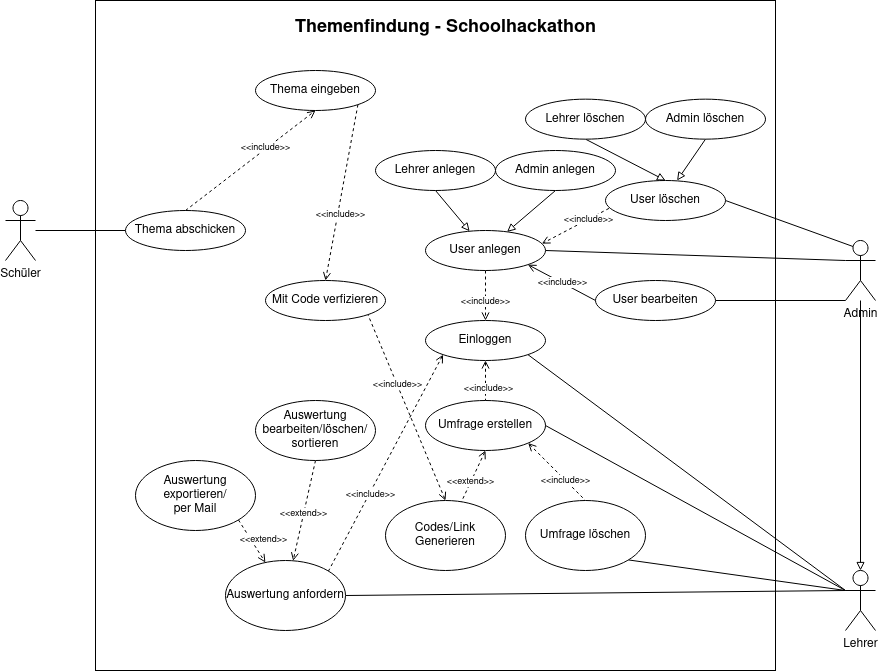 Themenfindung - Schoolhackathon
Thema eingeben
Lehrer löschen
Admin löschen
<<include>>
Lehrer anlegen
Admin anlegen
User löschen
<<include>>
<<include>>
Thema abschicken
User anlegen
Schüler
<<include>>
Mit Code verfizieren
<<include>>
User bearbeiten
Admin
Einloggen
<<include>>
<<include>>
Auswertung
bearbeiten/löschen/
sortieren
Umfrage erstellen
Auswertung
exportieren/
per Mail
<<include>>
<<extend>>
<<include>>
<<extend>>
Codes/Link
Generieren
Umfrage löschen
<<extend>>
Auswertung anfordern
Lehrer